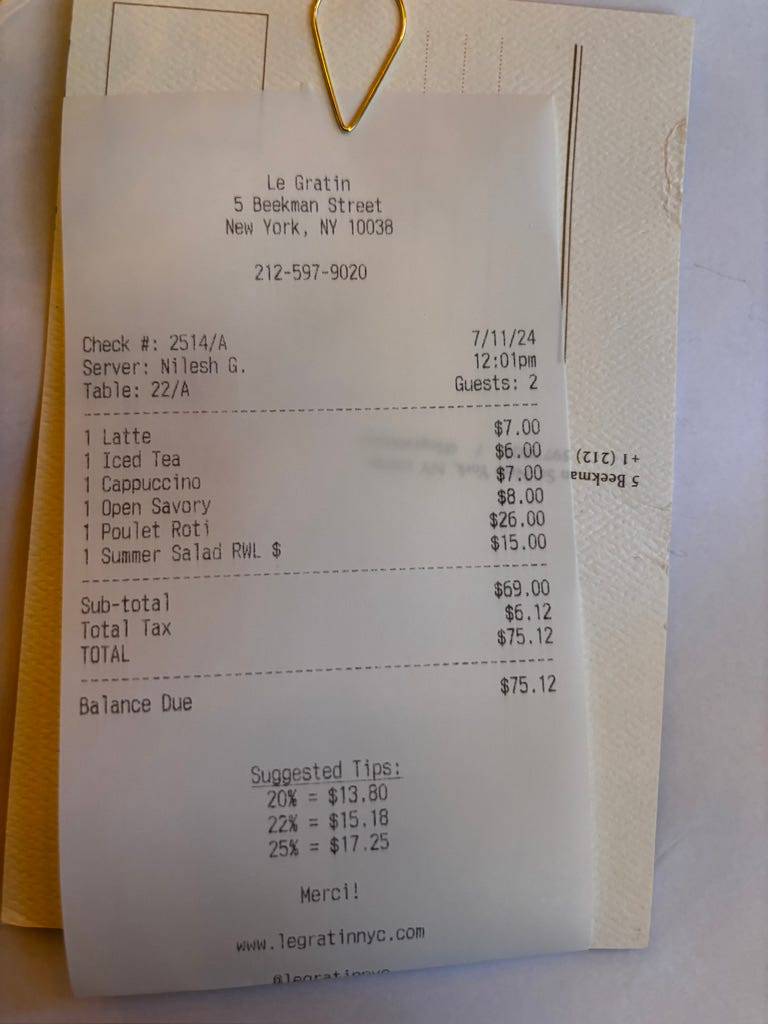 Le Gratin
5 Beekman Street
New York, NY 10038
212-597-9020
Check #: 2514/A 7/11/24
Server: Nilesh G. 12:01pm
Table: 22/A Guests: 2
1 Latte $7.00
1 Iced Tea $6.00
1 Cappuccino $7.00
1 Open Savory $8.00
1 Poulet Roti $26.00
1 Summer Salad RWL $ $15.00
Sub-total $69.00
Total Tax $6.12
TOTAL $75.12
Balance Due $75.12
Suggested Tips:
20% = $13.80
22% = $15.18
25% = $17.25
Merci!
www.legratinnyc.com
@legratinnyc
5 Beekma
+1 (212)